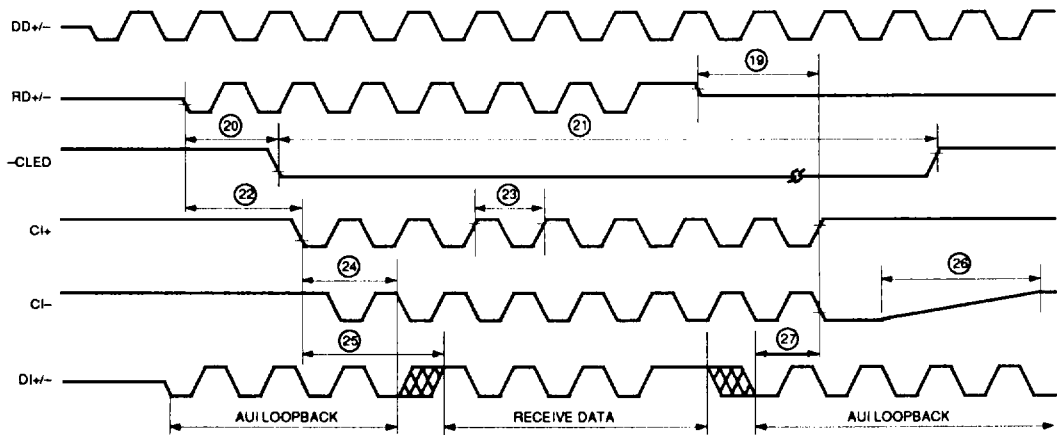 DD+/–
19
RD+/–
20
21
–CLED
22
23
CI+
24
26
CI–
25
27
DI+/–
AUI LOOPBACK
RECEIVE DATA
AUI LOOPBACK